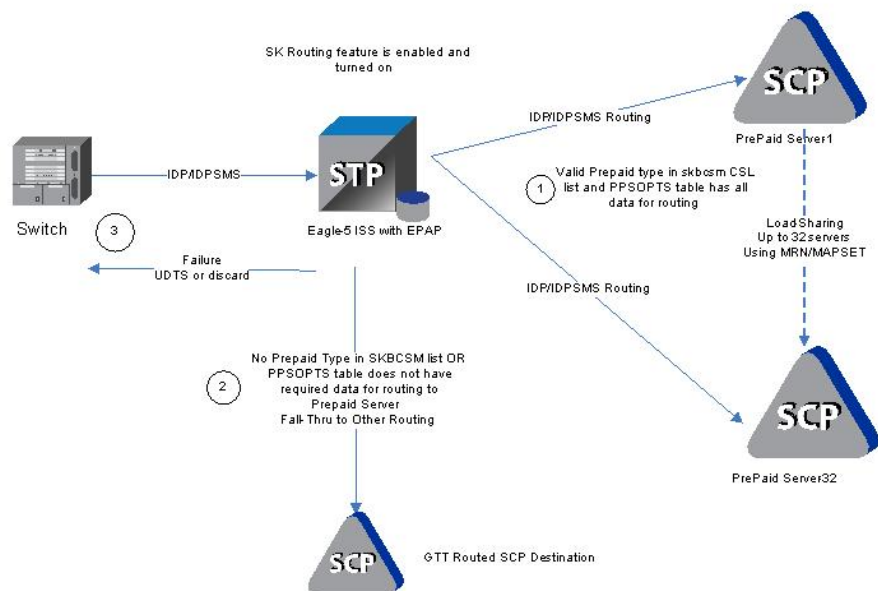 SK Routing feature is enabled and
turned on
SCP
PrePaid Server1
IDP/IDPSMS Routing
IDP/IDPSMS
STP
Eagle-5 ISS with EPAP
1
Valid Prepaid type in skbcsm CSL
list and PPSOPTS table has all
data for routing
Switch
3
Failure
UDTS or discard
Load-Sharing
Up to 32 servers
Using MRN/MAPSET
IDP/IDPSMS Routing
2
No Prepaid Type in SKBCSM list OR
PPSOPTS table does not have
required data for routing to
Prepaid Server
Fall-Thru to Other Routing
SCP
PrePaid Server32
SCP
GTT Routed SCP Destination